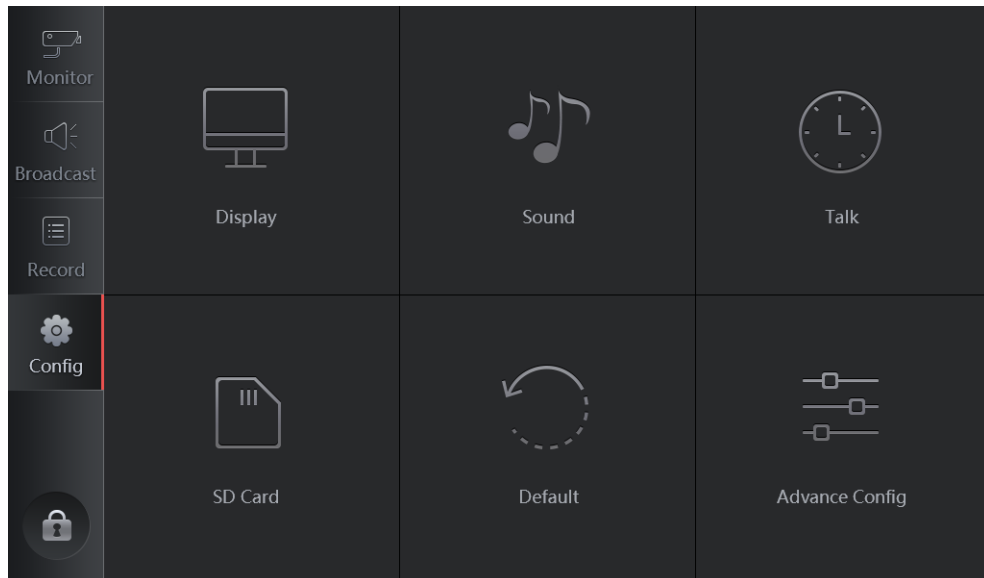 Monitor
Broadcast
Record
Config
Display
Sound
Talk
SD Card
Default
Advance Config